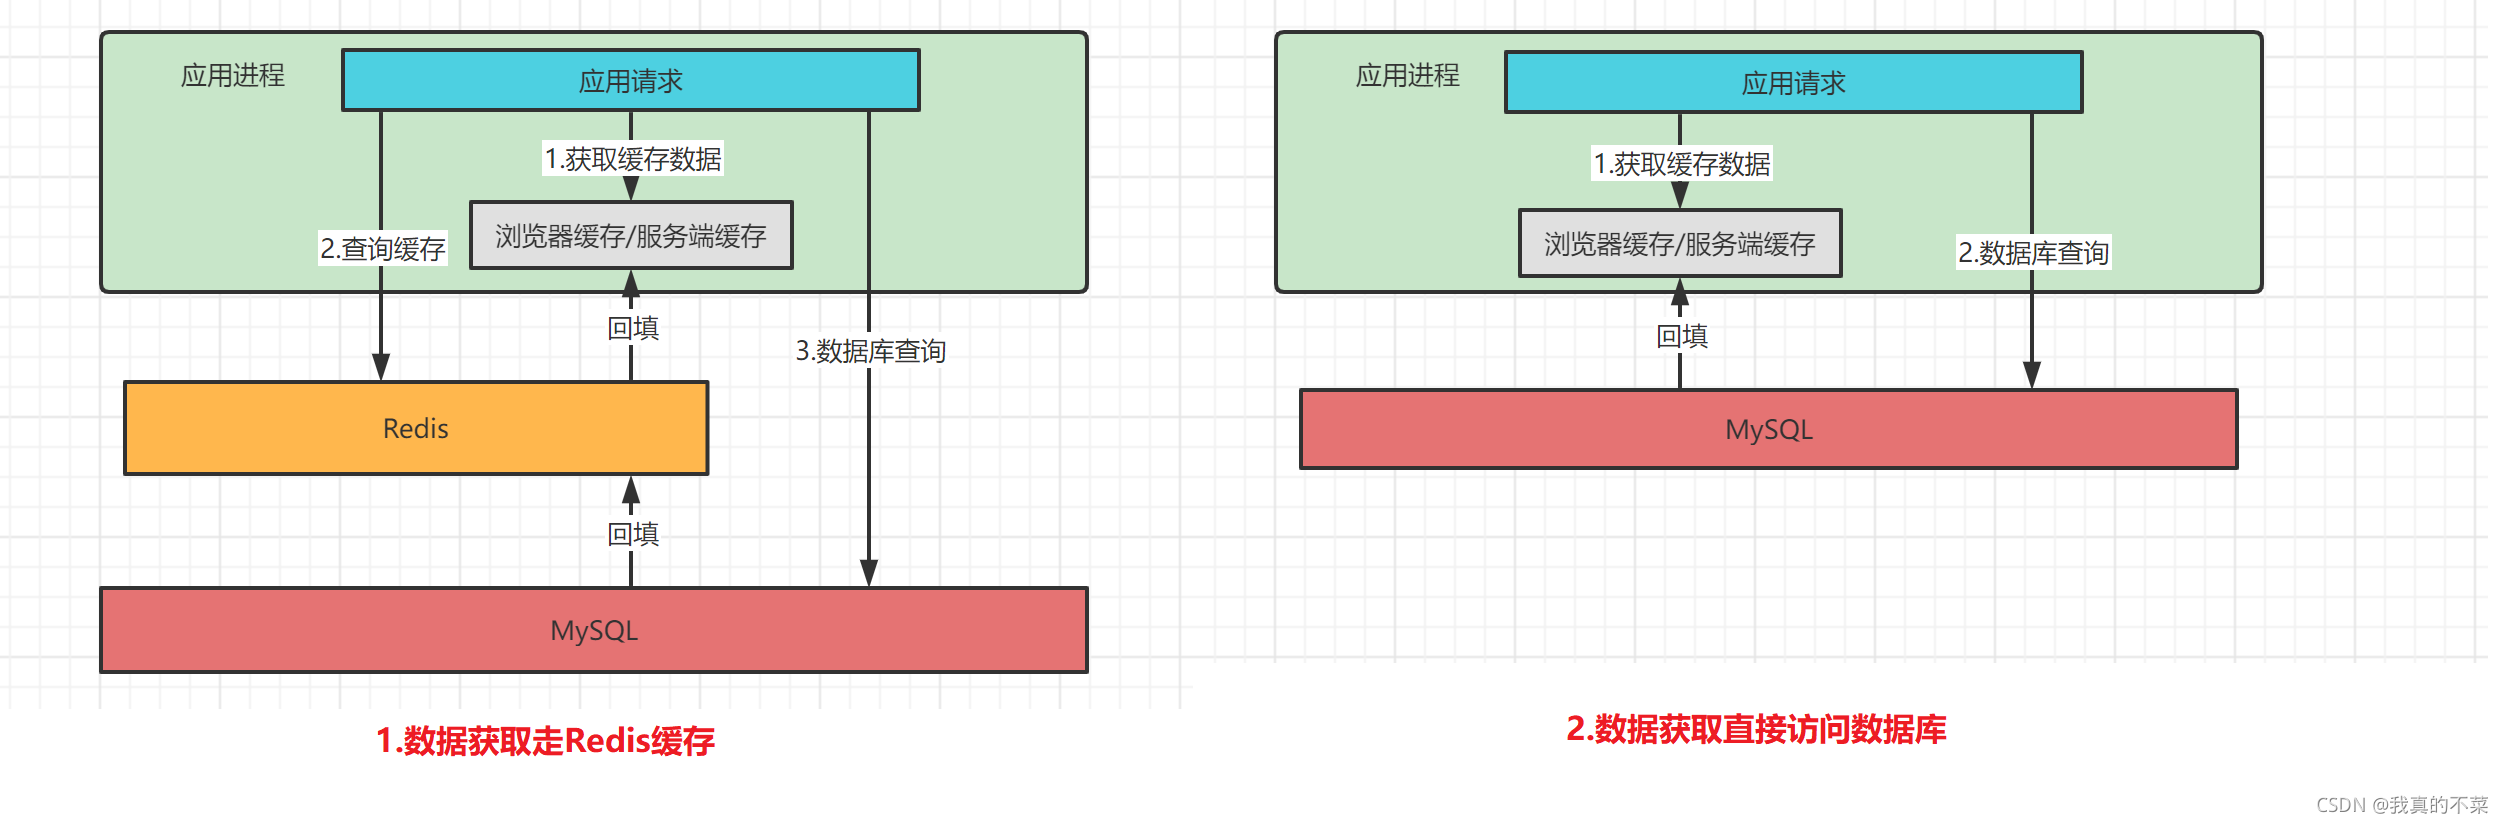 应用进程
应用请求
1.获取缓存数据
浏览器缓存/服务端缓存
2.查询缓存
回填
3.数据库查询
Redis
回填
MySQL
1.数据获取走Redis缓存
应用进程
应用请求
1.获取缓存数据
浏览器缓存/服务端缓存
2.数据库查询
回填
MySQL
2.数据获取直接访问数据库
CSDN @我真的不菜